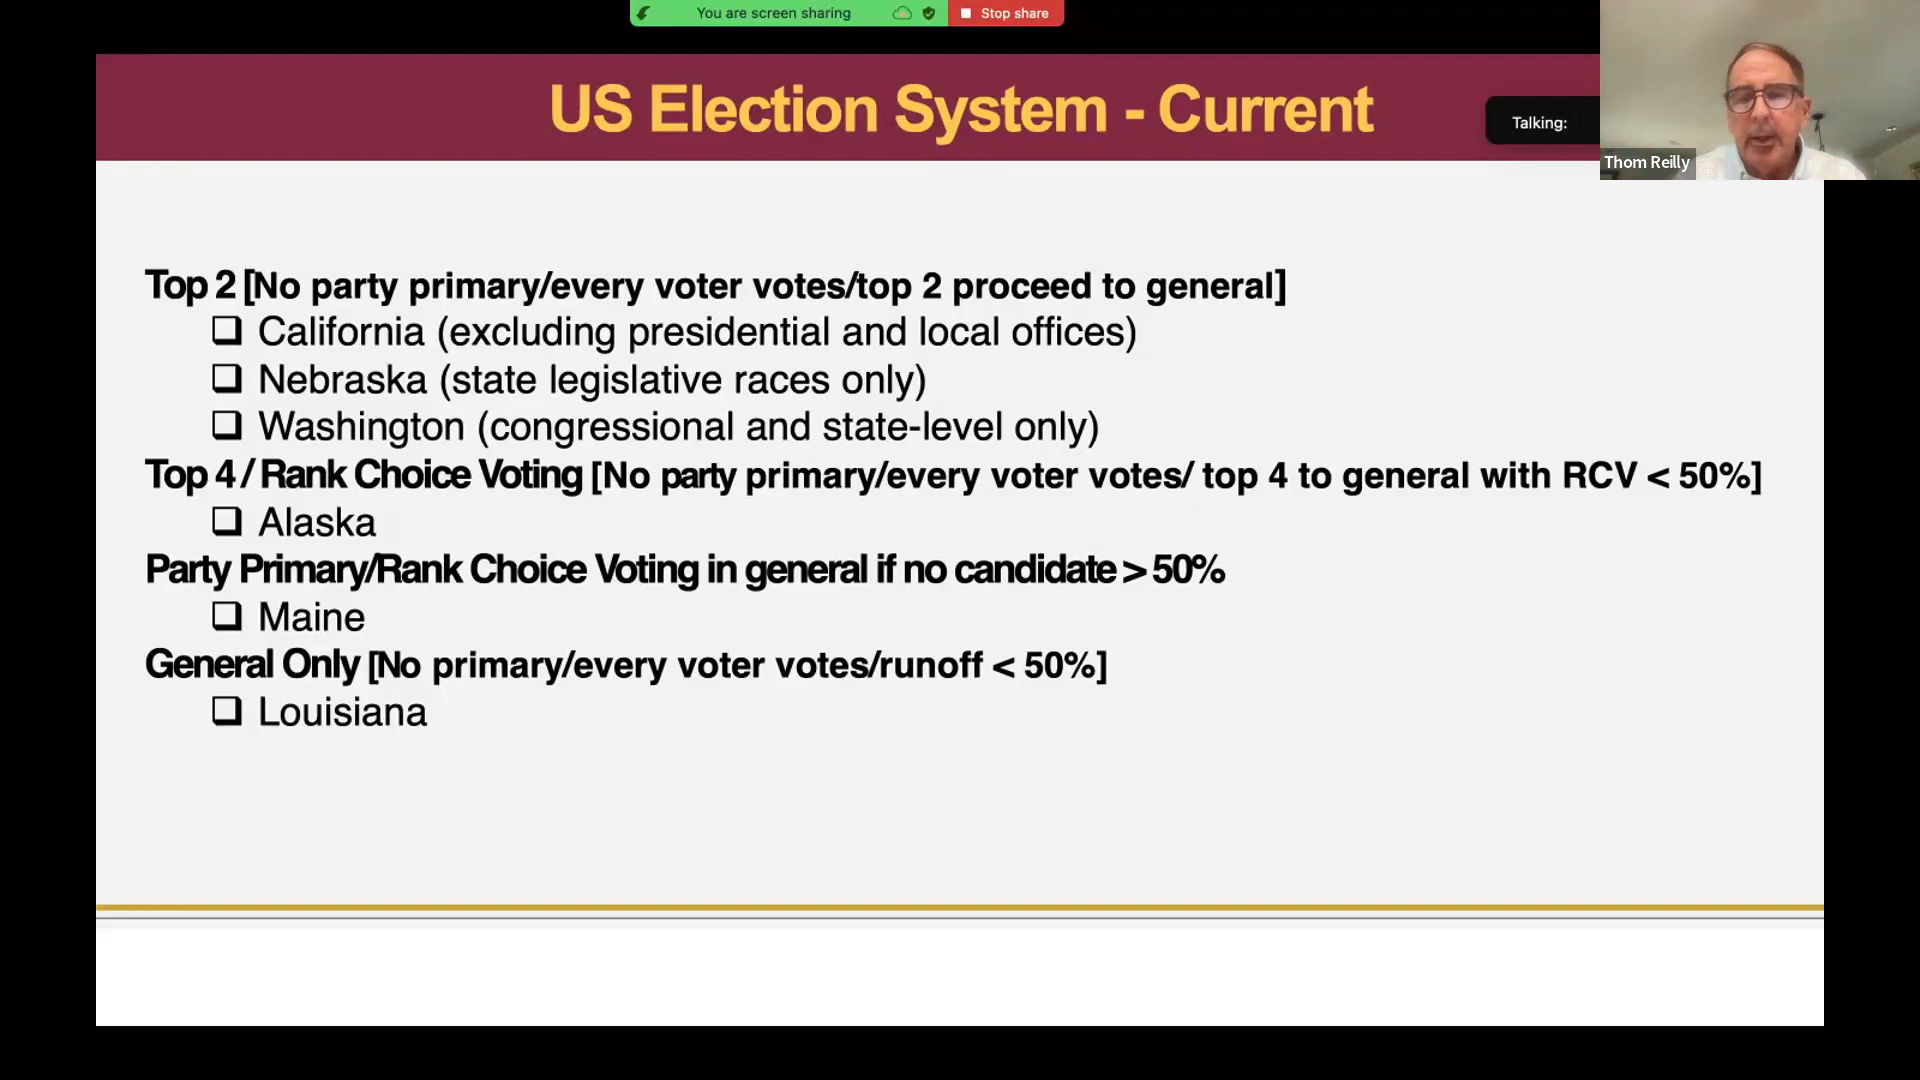 You are screen sharing
Stop share
US Election System - Current
Talking:
Thom Reilly
Top 2 [No party primary/every voter votes/top 2 proceed to general]
California (excluding presidential and local offices)
Nebraska (state legislative races only)
Washington (congressional and state-level only)
Top 4 / Rank Choice Voting [No party primary/every voter votes/ top 4 to general with RCV < 50%]
Alaska
Party Primary/Rank Choice Voting in general if no candidate > 50%
Maine
General Only [No primary/every voter votes/runoff < 50%]
Louisiana